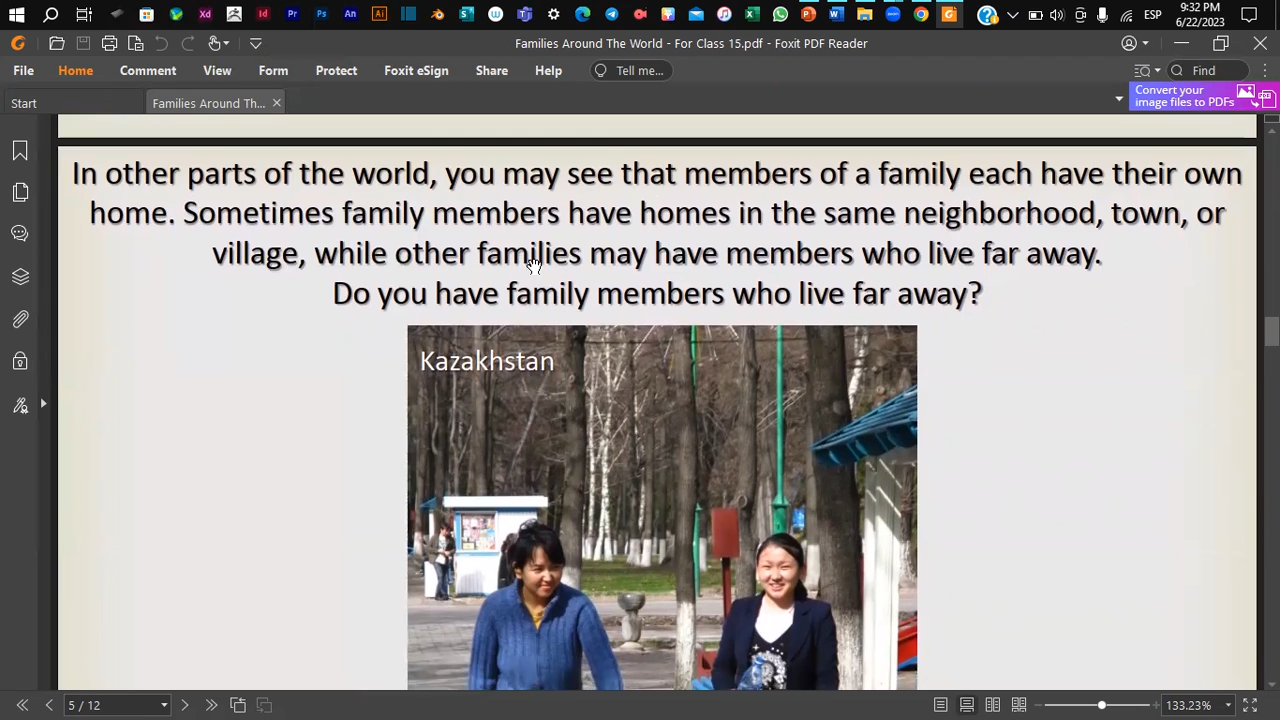 ESP
9:32 PM
6/22/2023
Families Around The World - For Class 15.pdf - Foxit PDF Reader
File Home Comment View Form Protect Foxit eSign Share Help Tell me... Find
Start Families Around Th...
Convert your
image files to PDFs
In other parts of the world, you may see that members of a family each have their own
home. Sometimes family members have homes in the same neighborhood, town, or
village, while other families may have members who live far away.
Do you have family members who live far away?
Kazakhstan
5 / 12 133.23%